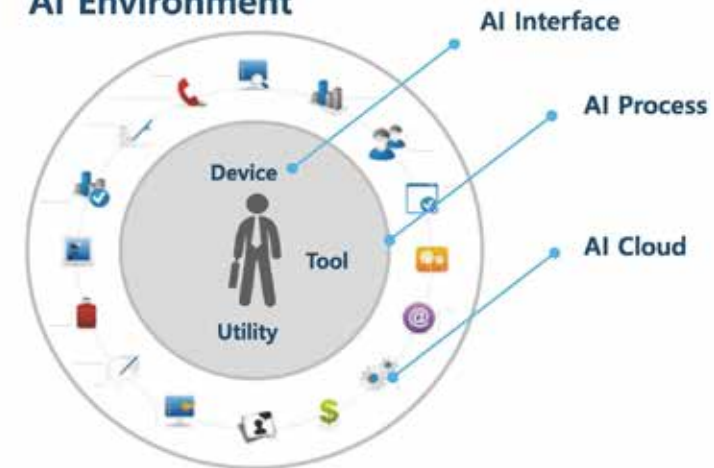 AI Environment
AI Interface
AI Process
Device
Tool
AI Cloud
@
Utility
$